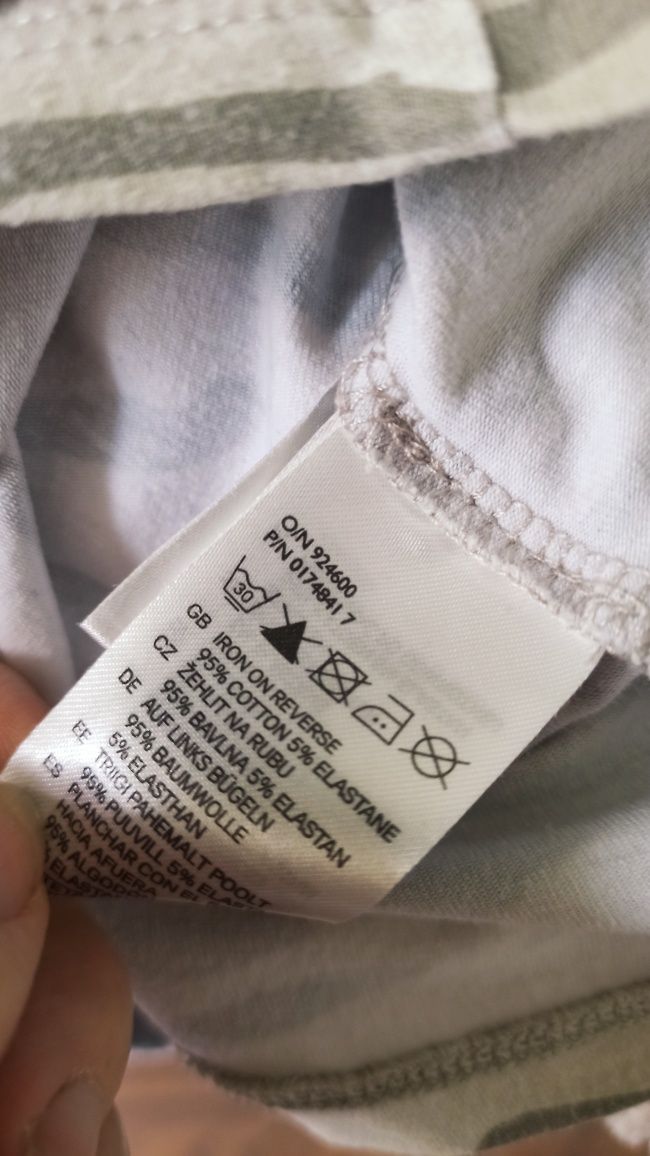 O/N 924600
P/N 0174841 7
30
GB IRON ON REVERSE
95% COTTON 5% ELASTANE
CZ ŽEHLIT NA RUBU
95% BAVLNA 5% ELASTAN
DE AUF LINKS BÜGELN
95% BAUMWOLLE
5% ELASTHAN
EE TRIIGI PAHEMALT POOLT
95% PUUVILL 5%
ES PLANCHAR CON EL
HACIA AFUERA
95%